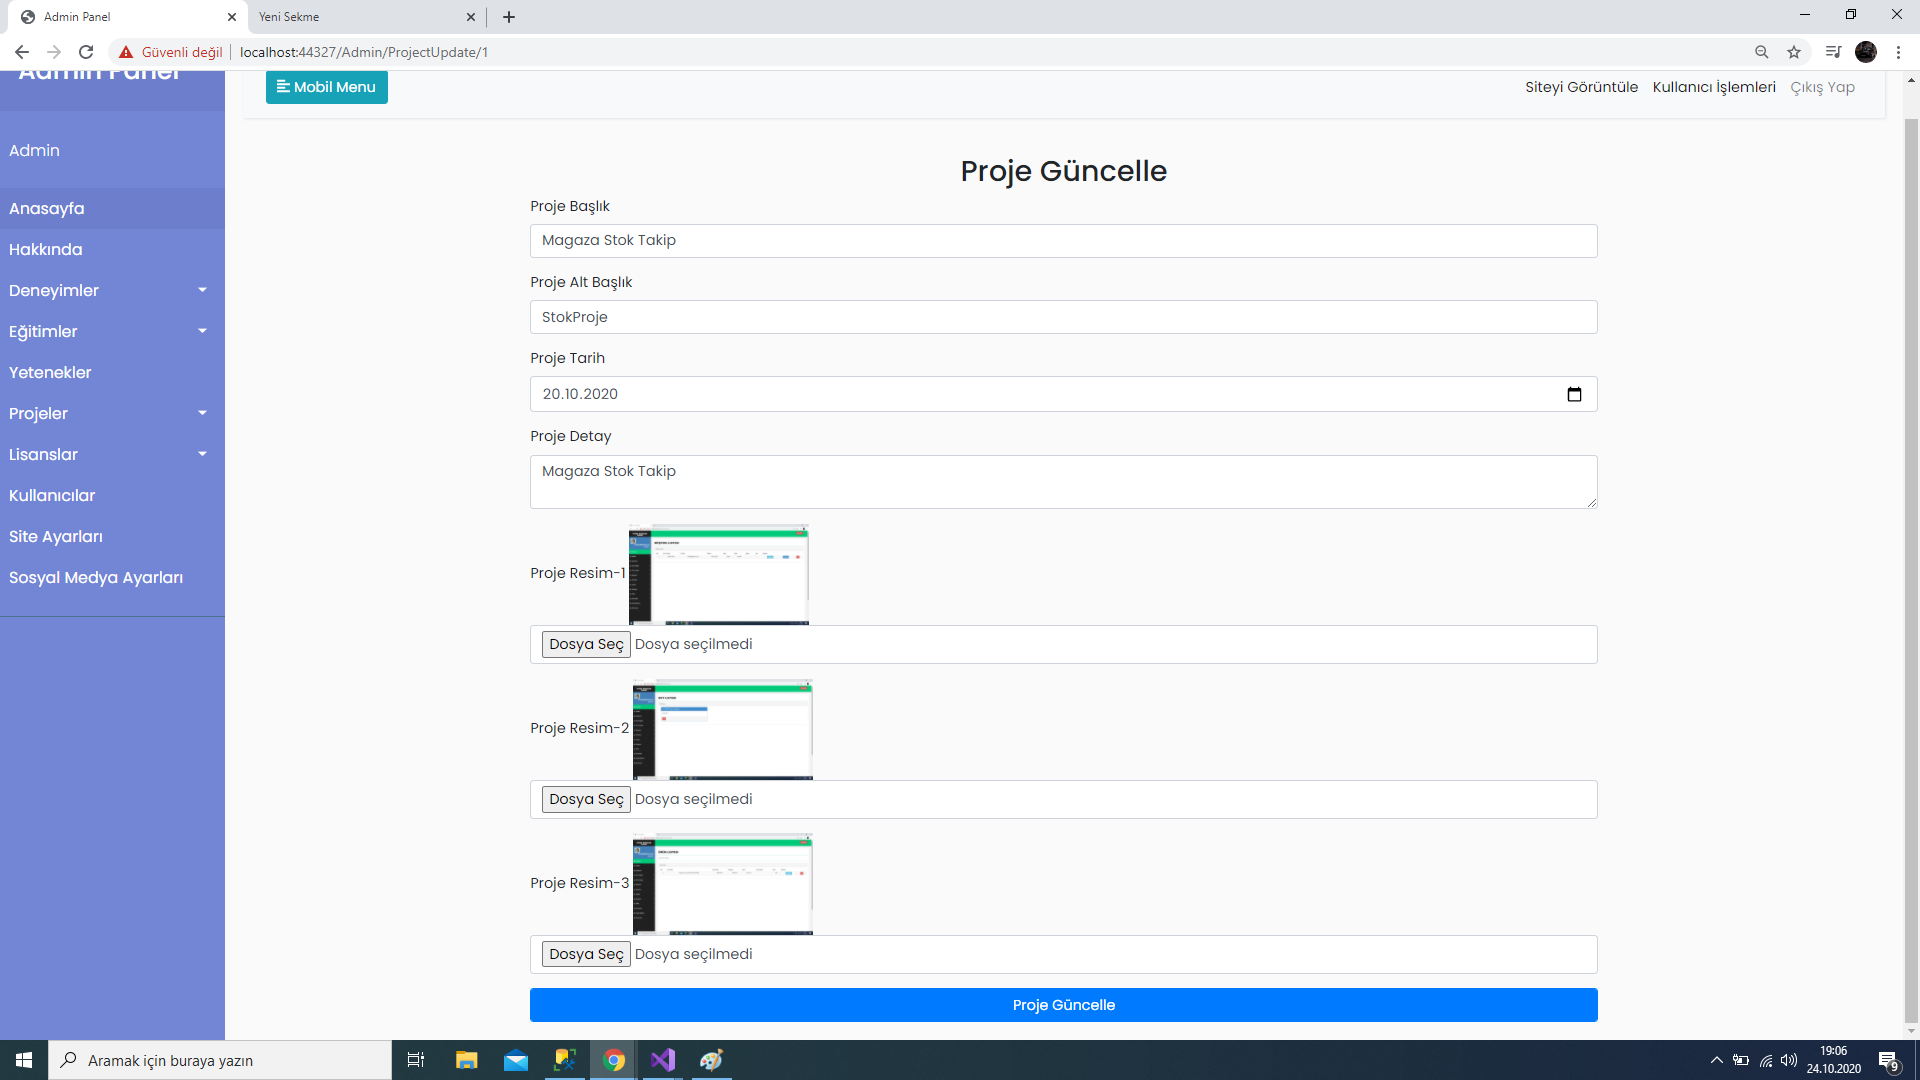 Admin Panel
Yeni Sekme
Güvenli değil
localhost:44327/Admin/ProjectUpdate/1
Admin Panel
Mobil Menu
Siteyi Görüntüle
Kullanıcı İşlemleri
Çıkış Yap
Admin
Anasayfa
Hakkında
Deneyimler
Eğitimler
Yetenekler
Projeler
Lisanslar
Kullanıcılar
Site Ayarları
Sosyal Medya Ayarları
Proje Güncelle
Proje Başlık
Magaza Stok Takip
Proje Alt Başlık
StokProje
Proje Tarih
20.10.2020
Proje Detay
Magaza Stok Takip
Proje Resim-1
Dosya Seç Dosya seçilmedi
Proje Resim-2
Dosya Seç Dosya seçilmedi
Proje Resim-3
Dosya Seç Dosya seçilmedi
Proje Güncelle
Aramak için buraya yazın
19:06
24.10.2020
9